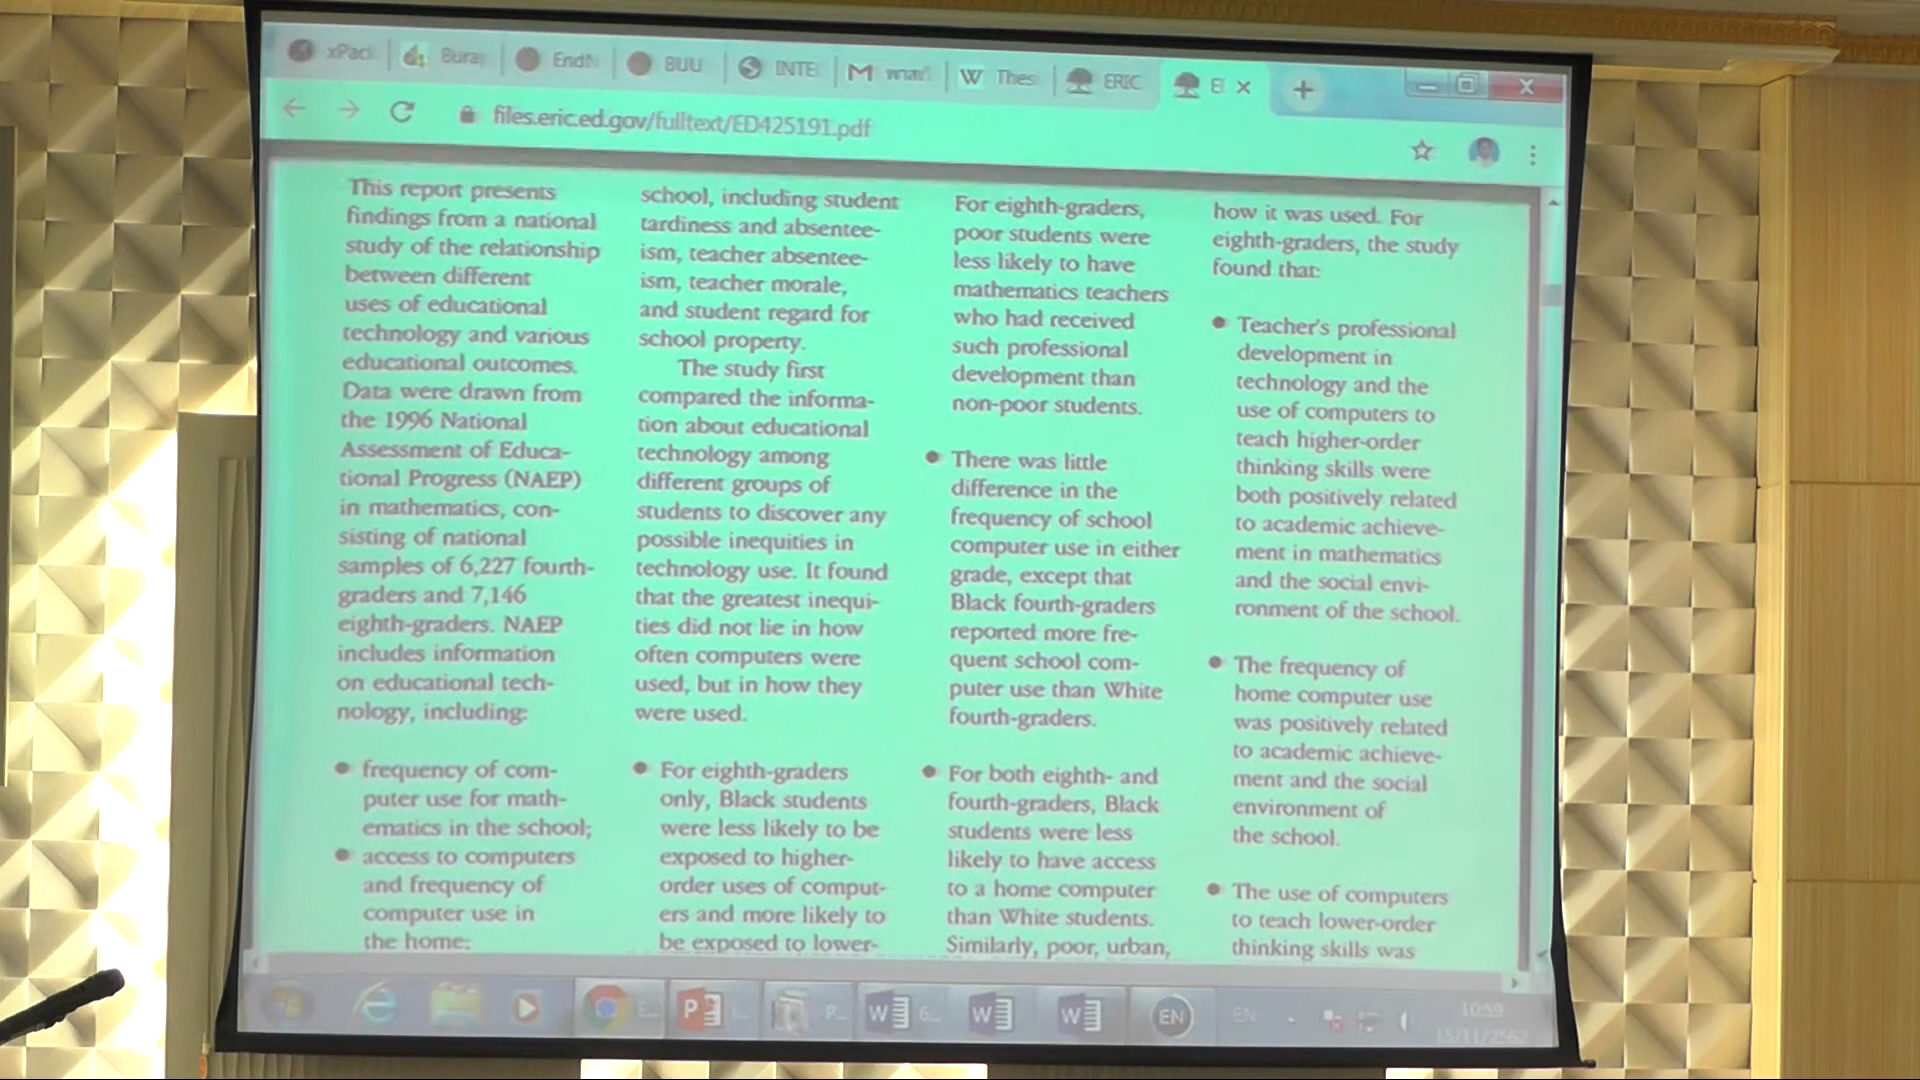 xPack
Bura
EndN
BUU
INTE
Thes
ERIC
files.eric.ed.gov/fulltext/ED425191.pdf
This report presents
findings from a national
study of the relationship
between different
uses of educational
technology and various
educational outcomes.
Data were drawn from
the 1996 National
Assessment of Educa-
tional Progress (NAEP)
in mathematics, con-
sisting of national
samples of 6,227 fourth-
graders and 7,146
eighth-graders. NAEP
includes information
on educational tech-
nology, including:
frequency of com-
puter use for math-
ematics in the school;
access to computers
and frequency of
computer use in
the home;
school, including student
tardiness and absentee-
ism, teacher absentee-
ism, teacher morale,
and student regard for
school property.
The study first
compared the informa-
tion about educational
technology among
different groups of
students to discover any
possible inequities in
technology use. It found
that the greatest inequi-
ties did not lie in how
often computers were
used, but in how they
were used.
For eighth-graders
only, Black students
were less likely to be
exposed to higher-
order uses of comput-
ers and more likely to
be exposed to lower-
For eighth-graders,
poor students were
less likely to have
mathematics teachers
who had received
such professional
development than
non-poor students.
There was little
difference in the
frequency of school
computer use in either
grade, except that
Black fourth-graders
reported more fre-
quent school com-
puter use than White
fourth-graders.
For both eighth- and
fourth-graders, Black
students were less
likely to have access
to a home computer
than White students.
Similarly, poor, urban,
how it was used. For
eighth-graders, the study
found that:
Teacher's professional
development in
technology and the
use of computers to
teach higher-order
thinking skills were
both positively related
to academic achieve-
ment in mathematics
and the social envi-
ronment of the school.
The frequency of
home computer use
was positively related
to academic achieve-
ment and the social
environment of
the school.
The use of computers
to teach lower-order
thinking skills was
EN
EN
10:59
15/11/2562